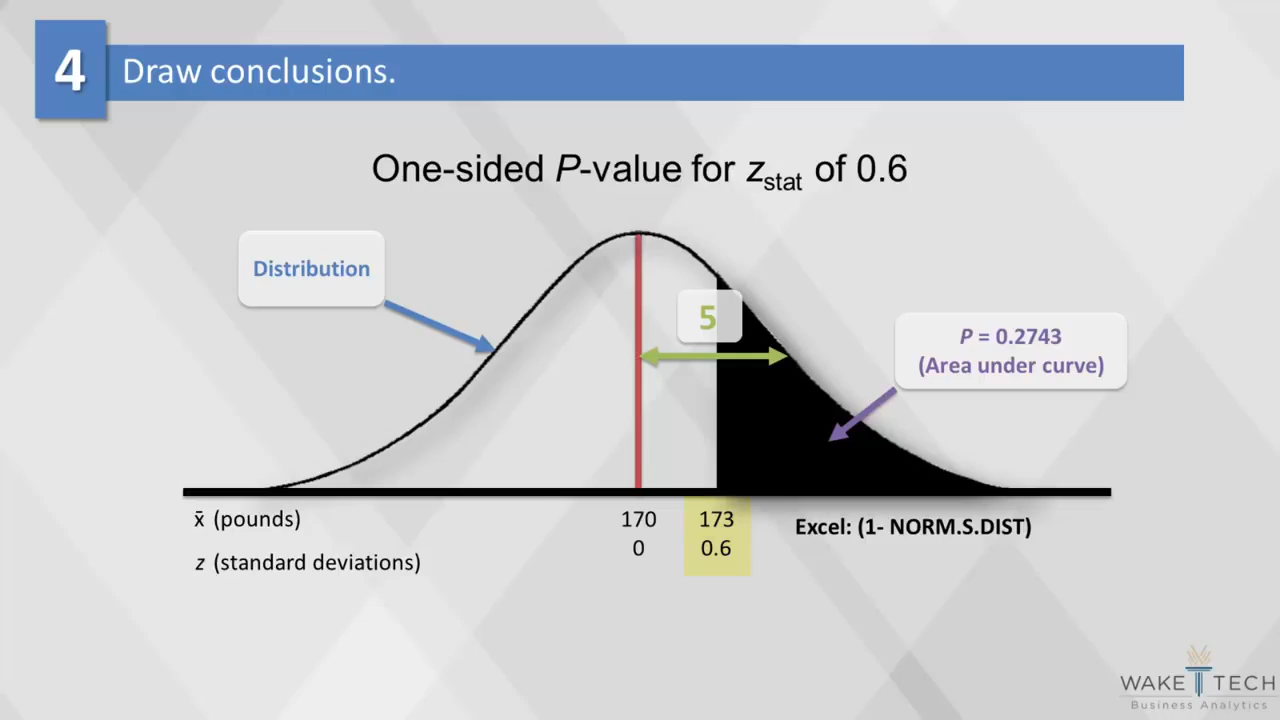 4
Draw conclusions.
One-sided P-value for zstat of 0.6
Distribution
5
P = 0.2743
(Area under curve)
x̄ (pounds)
170
173
z (standard deviations)
0
0.6
Excel: (1- NORM.S.DIST)
WAKE TECH
Business Analytics